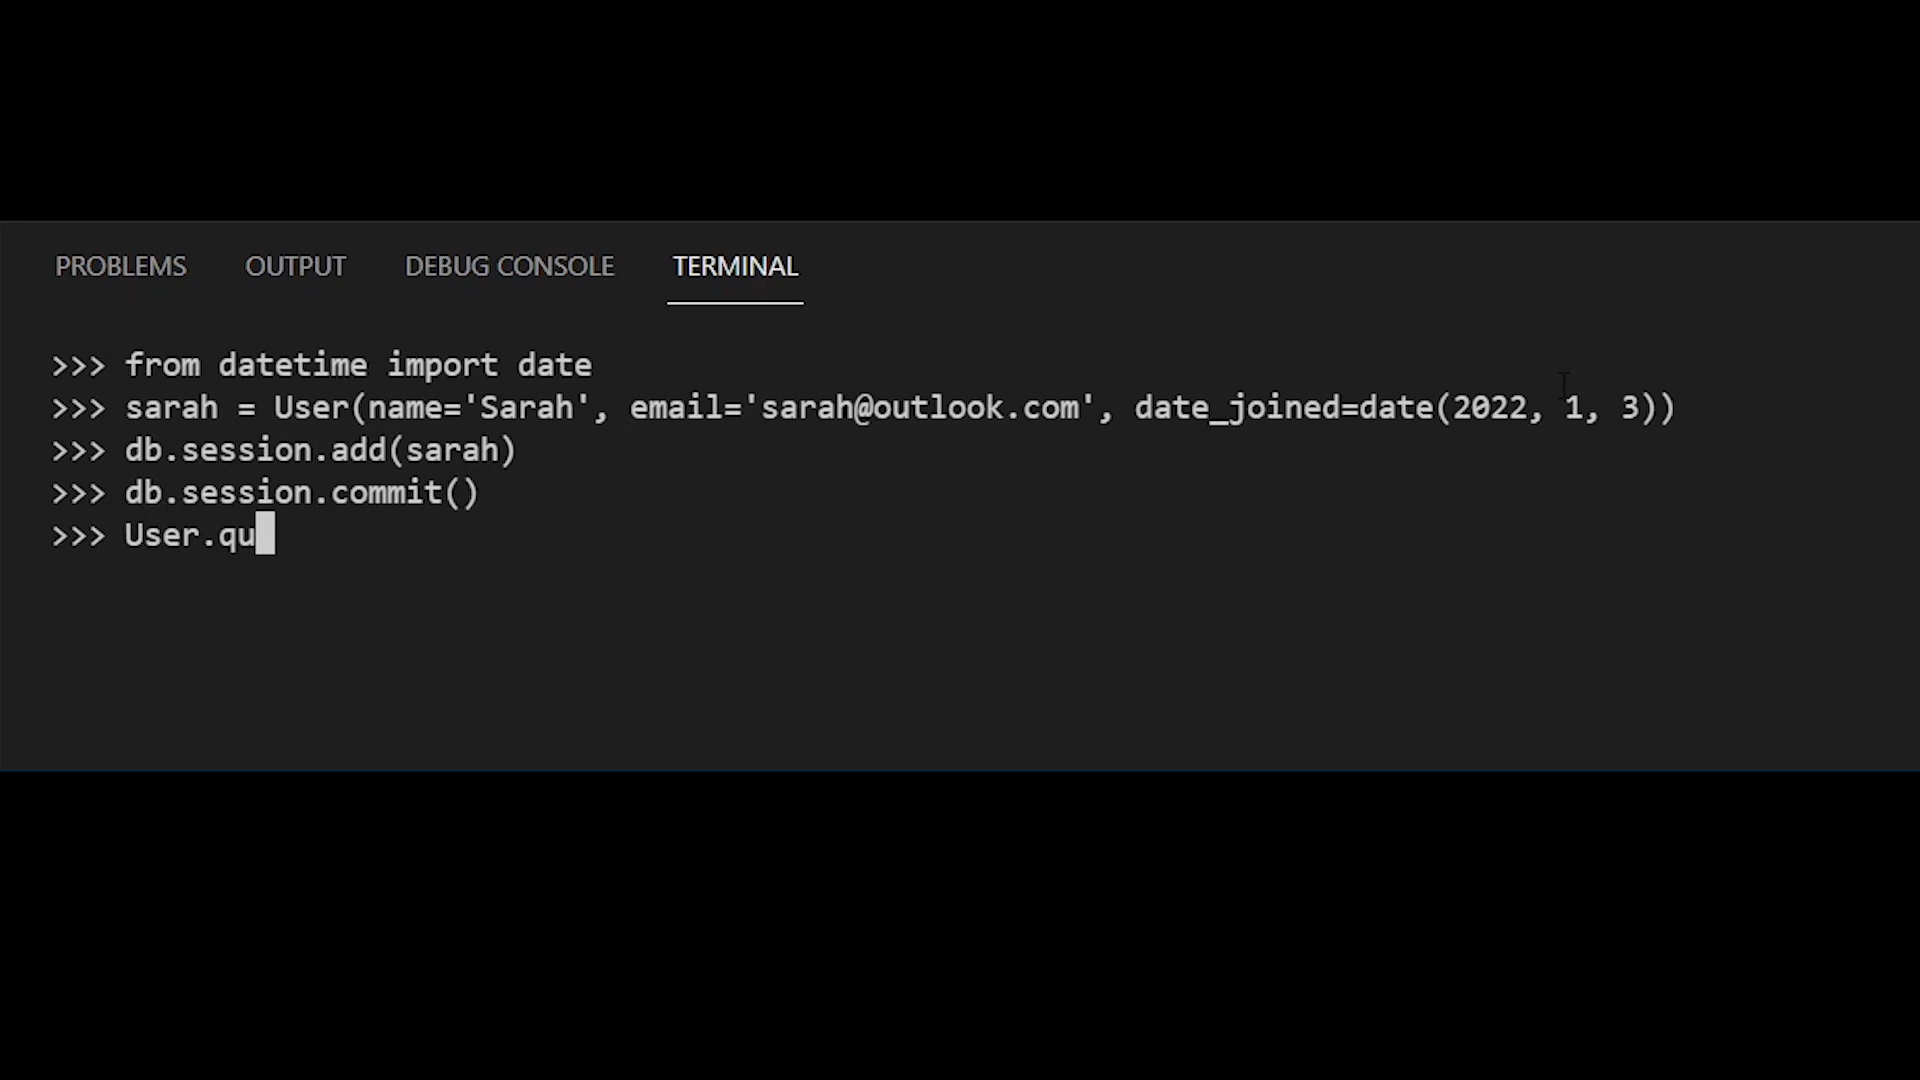 PROBLEMS OUTPUT DEBUG CONSOLE TERMINAL
>>> from datetime import date
>>> sarah = User(name='Sarah', email='sarah@outlook.com', date_joined=date(2022, 1, 3))
>>> db.session.add(sarah)
>>> db.session.commit()
>>> User.qu